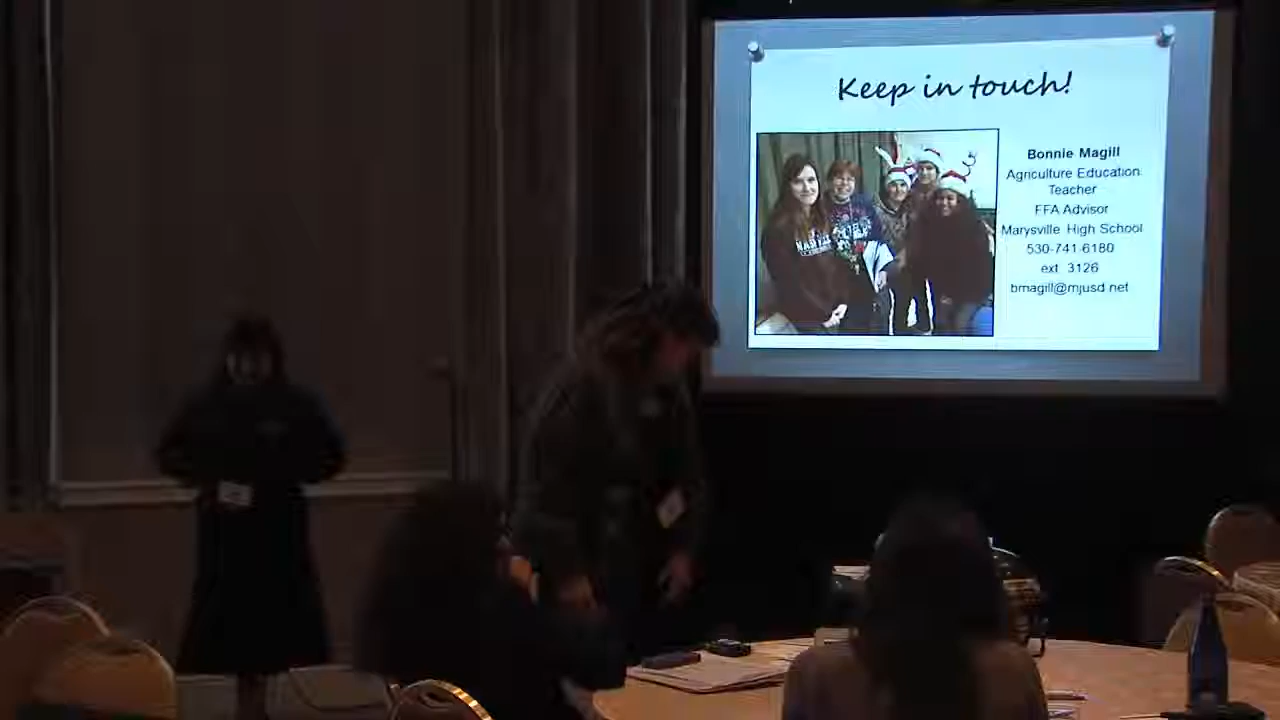 Keep in touch!
Bonnie Magill
Agriculture Education
Teacher
FFA Advisor
Marysville High School
530-741-6180
ext 3126
bmagill@mjusd.net